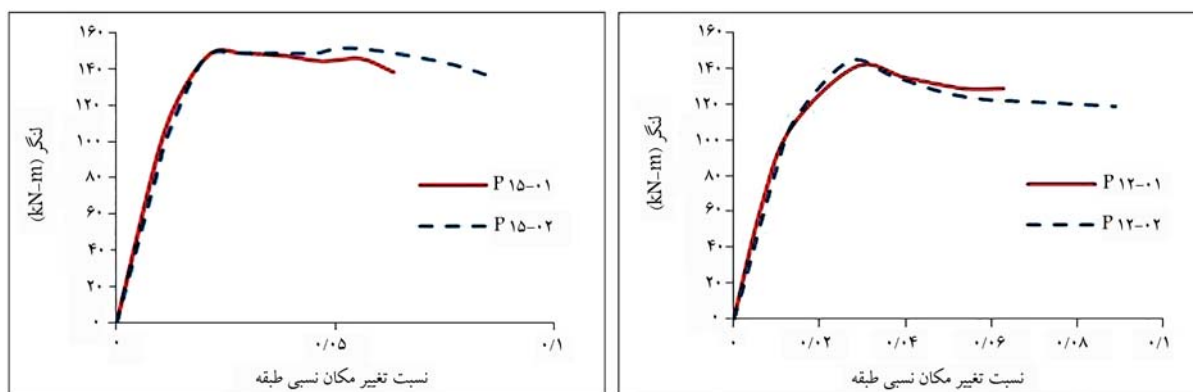 ۱۶۰
۱۴۰
۱۲۰
۱۰۰
۸۰
۶۰
۴۰
۲۰
۰
لنگر (kN-m)
P ۱۵-۰۱
P ۱۵-۰۲
۰ ۰/۰۵ ۰/۱
نسبت تغییر مکان نسبی طبقه
۱۶۰
۱۴۰
۱۲۰
۱۰۰
۸۰
۶۰
۴۰
۲۰
۰
لنگر (kN-m)
P ۱۲-۰۱
P ۱۲-۰۲
۰ ۰/۰۲ ۰/۰۴ ۰/۰۶ ۰/۰۸ ۰/۱
نسبت تغییر مکان نسبی طبقه